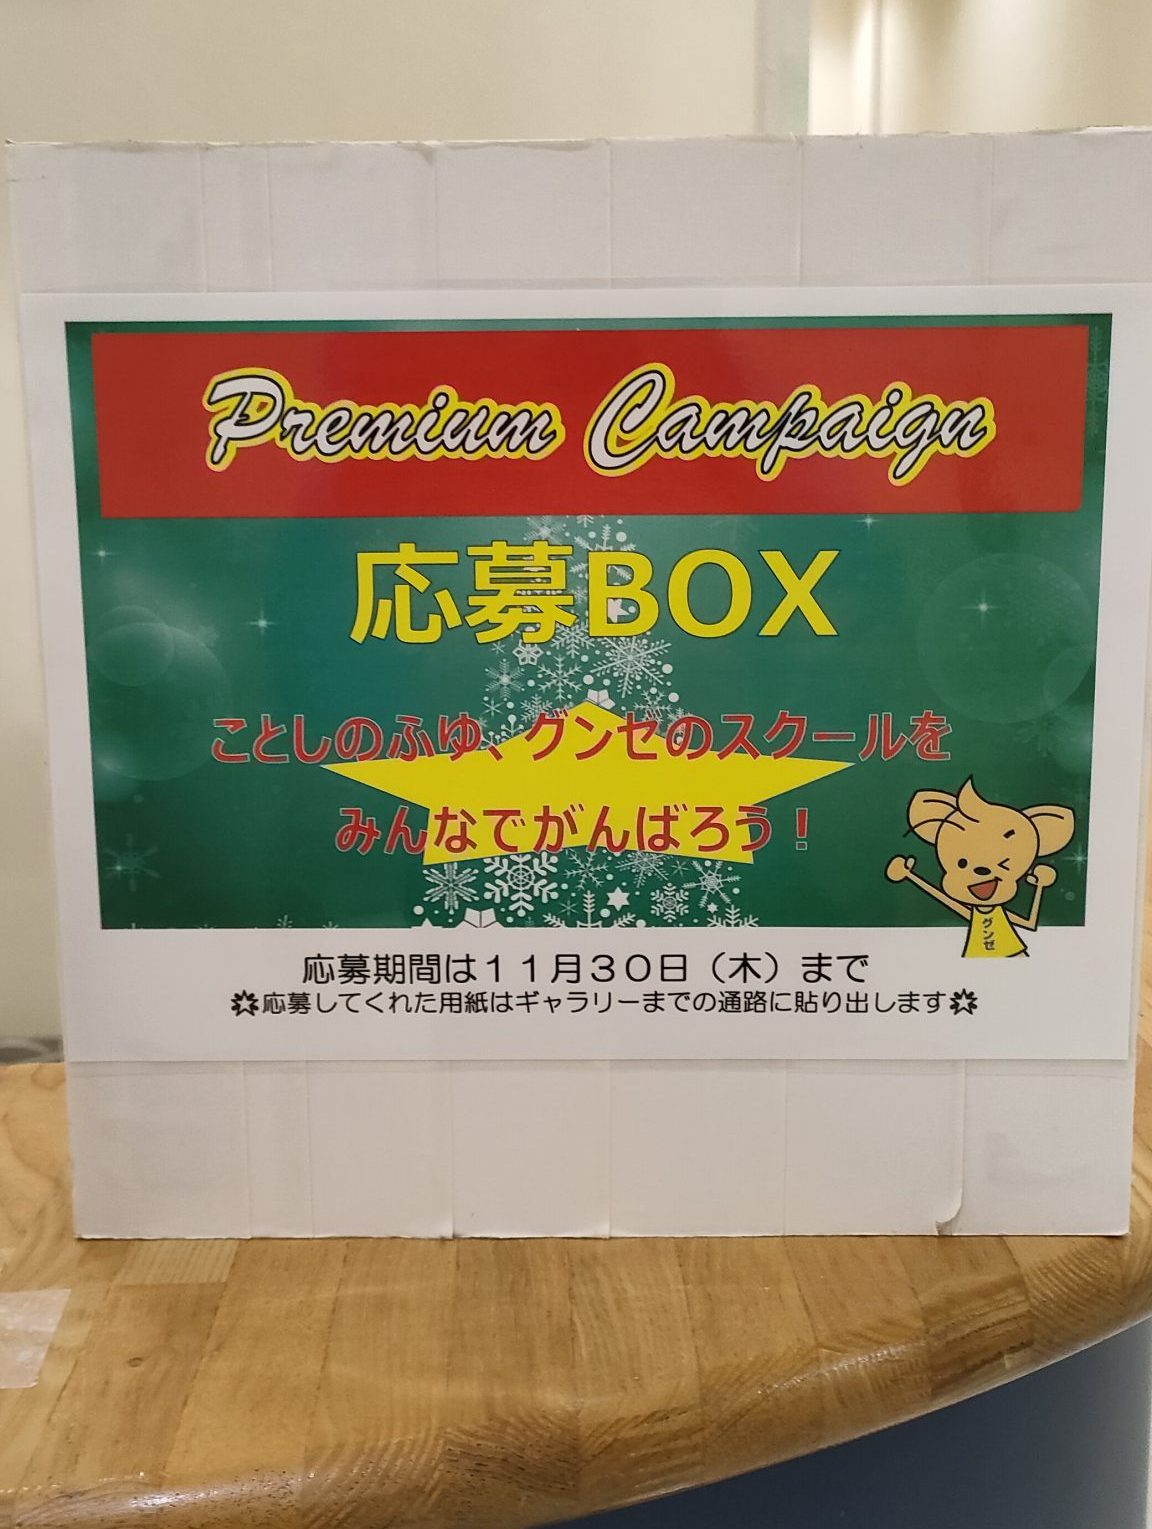 Premium Campaign
応募BOX
ことしのふゆ、グンゼのスクールを
みんなでがんばろう！
グンゼ
応募期間は１１月３０日（木）まで
✸応募してくれた用紙はギャラリーまでの通路に貼り出します✸